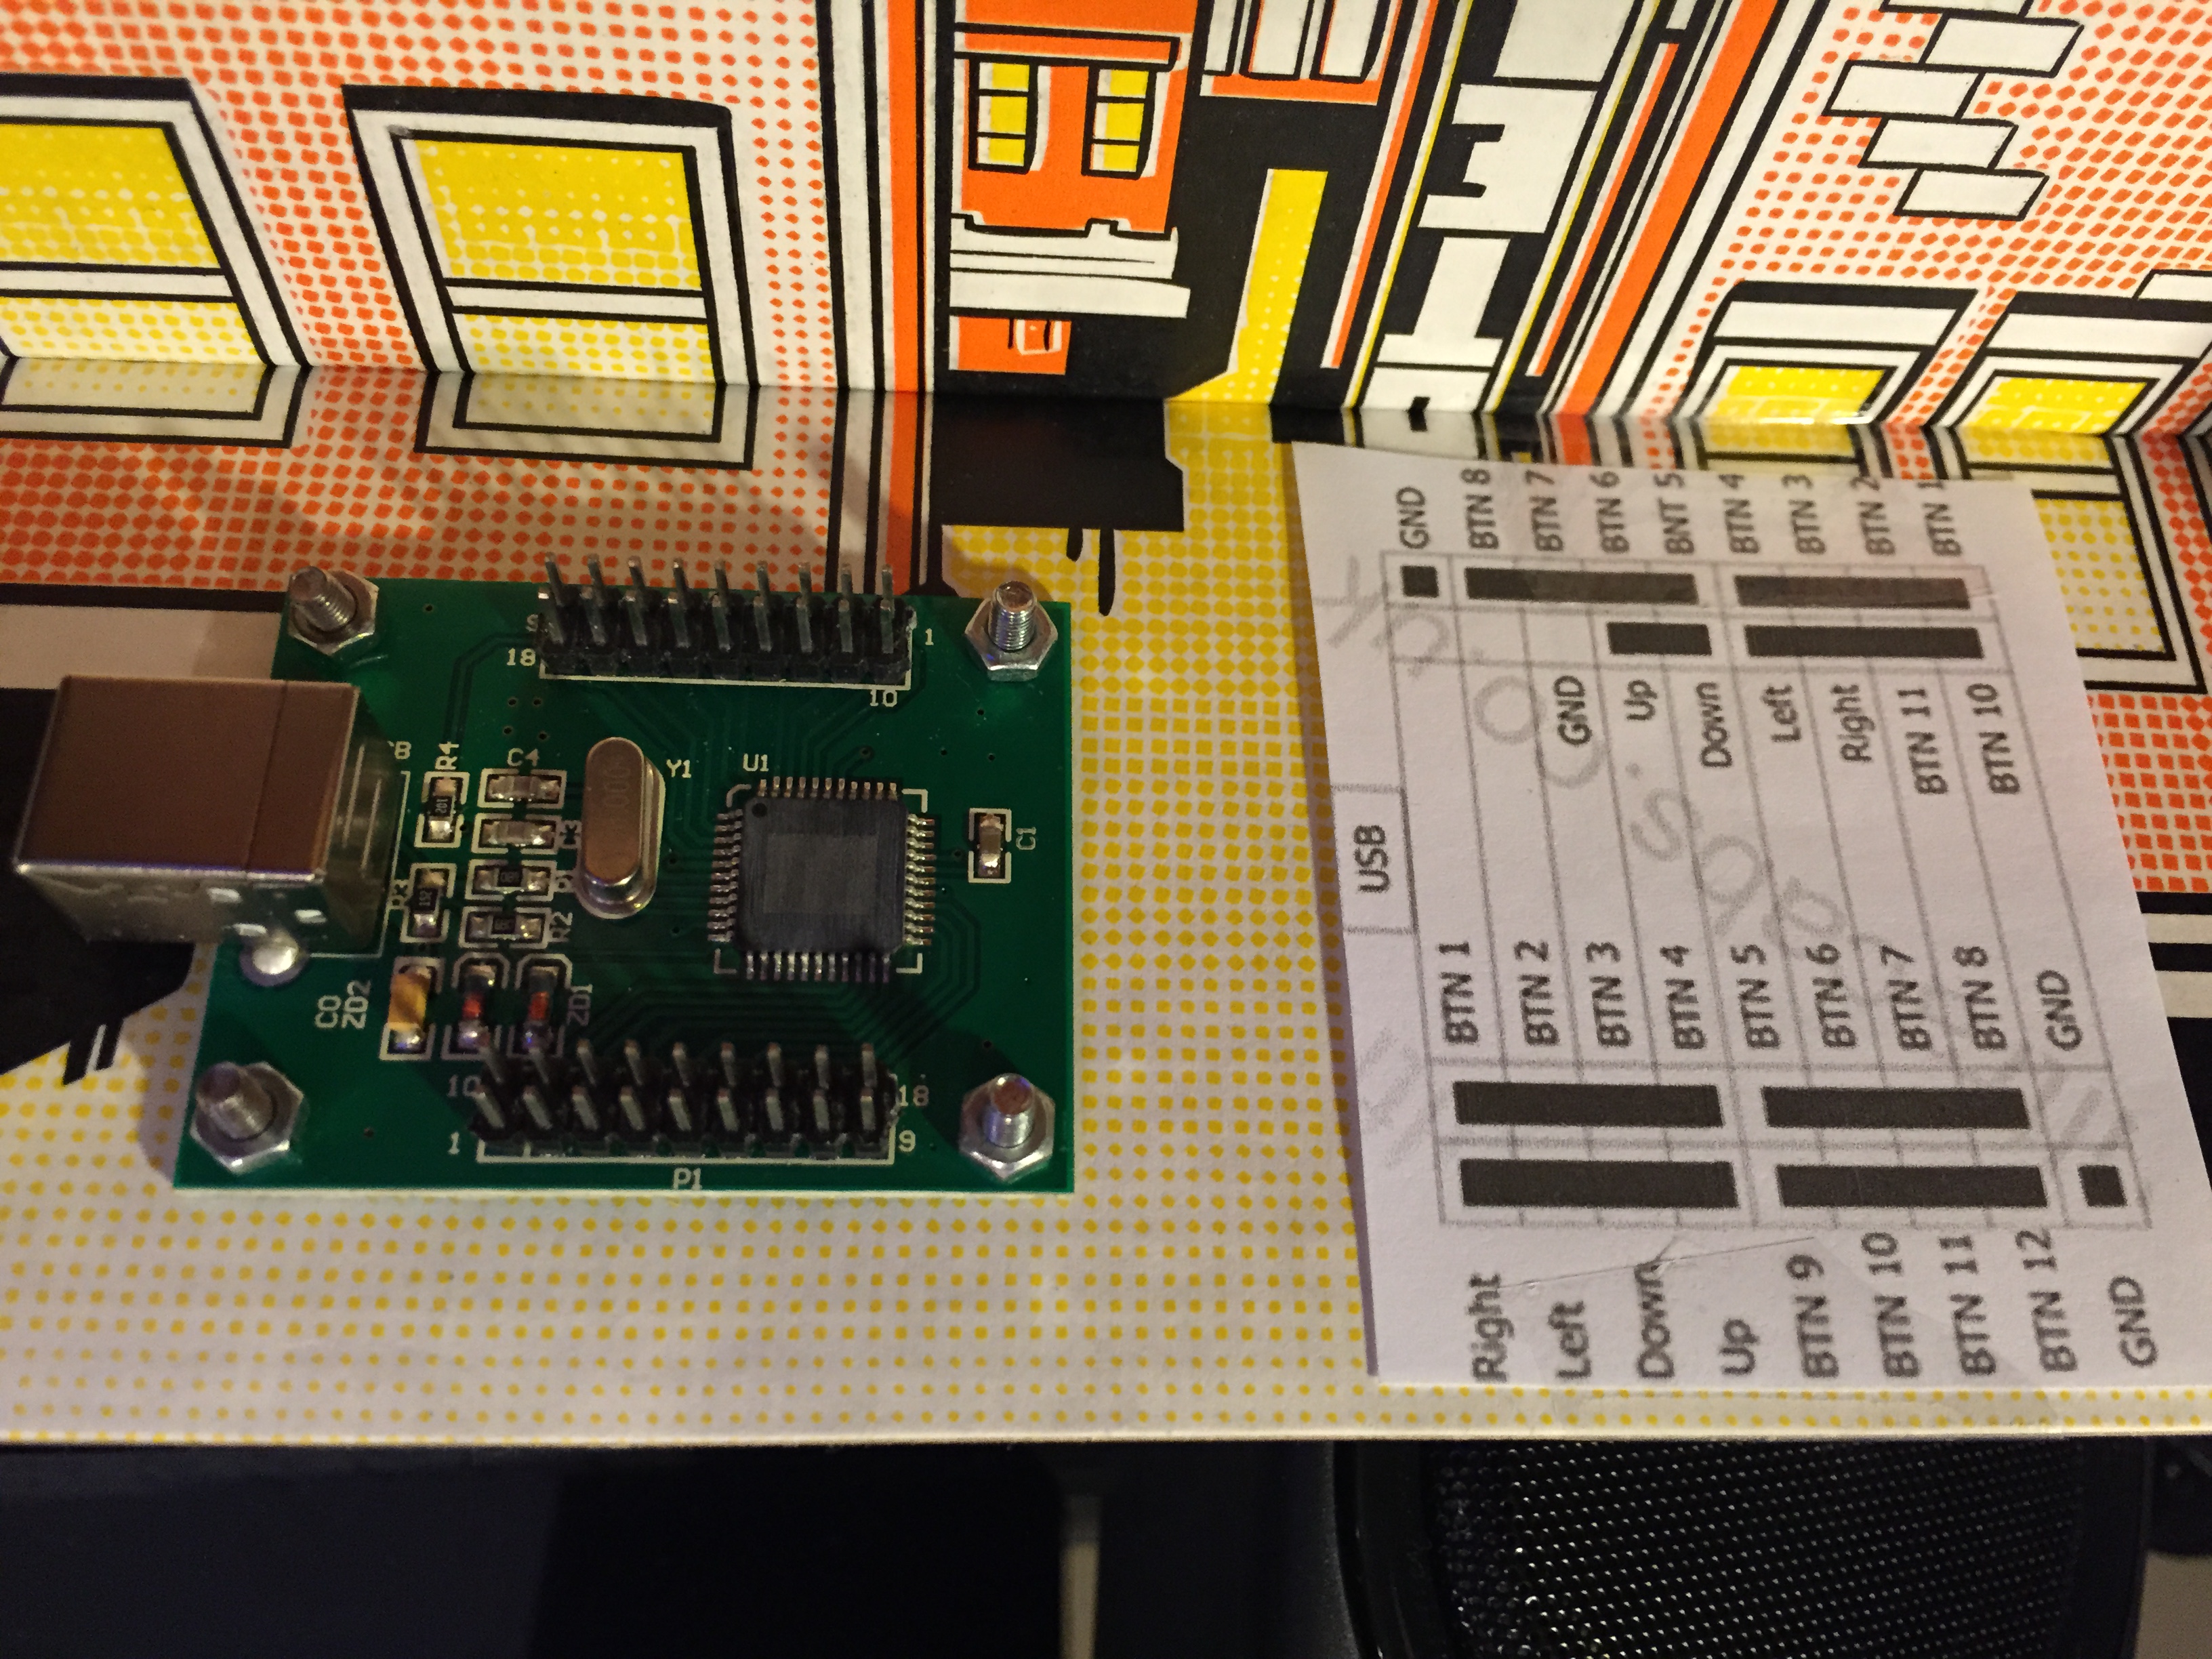 Right
Left
Down
Up
BTN 9
BTN 10
BTN 11
BTN 12
GND
USB
BTN 1
BTN 2
BTN 3
BTN 4
BTN 5
BTN 6
BTN 7
BTN 8
GND
GND
Up
Down
Left
Right
BTN 11
BTN 10
GND
BTN 8
BTN 7
BTN 6
BNT 5
BTN 4
BTN 3
BTN 2
BTN 1
P1
9
1
18
10
ZD1
CO
ZD2
R2
C1
U1
Y1
C4
R4
10
18
1
TE